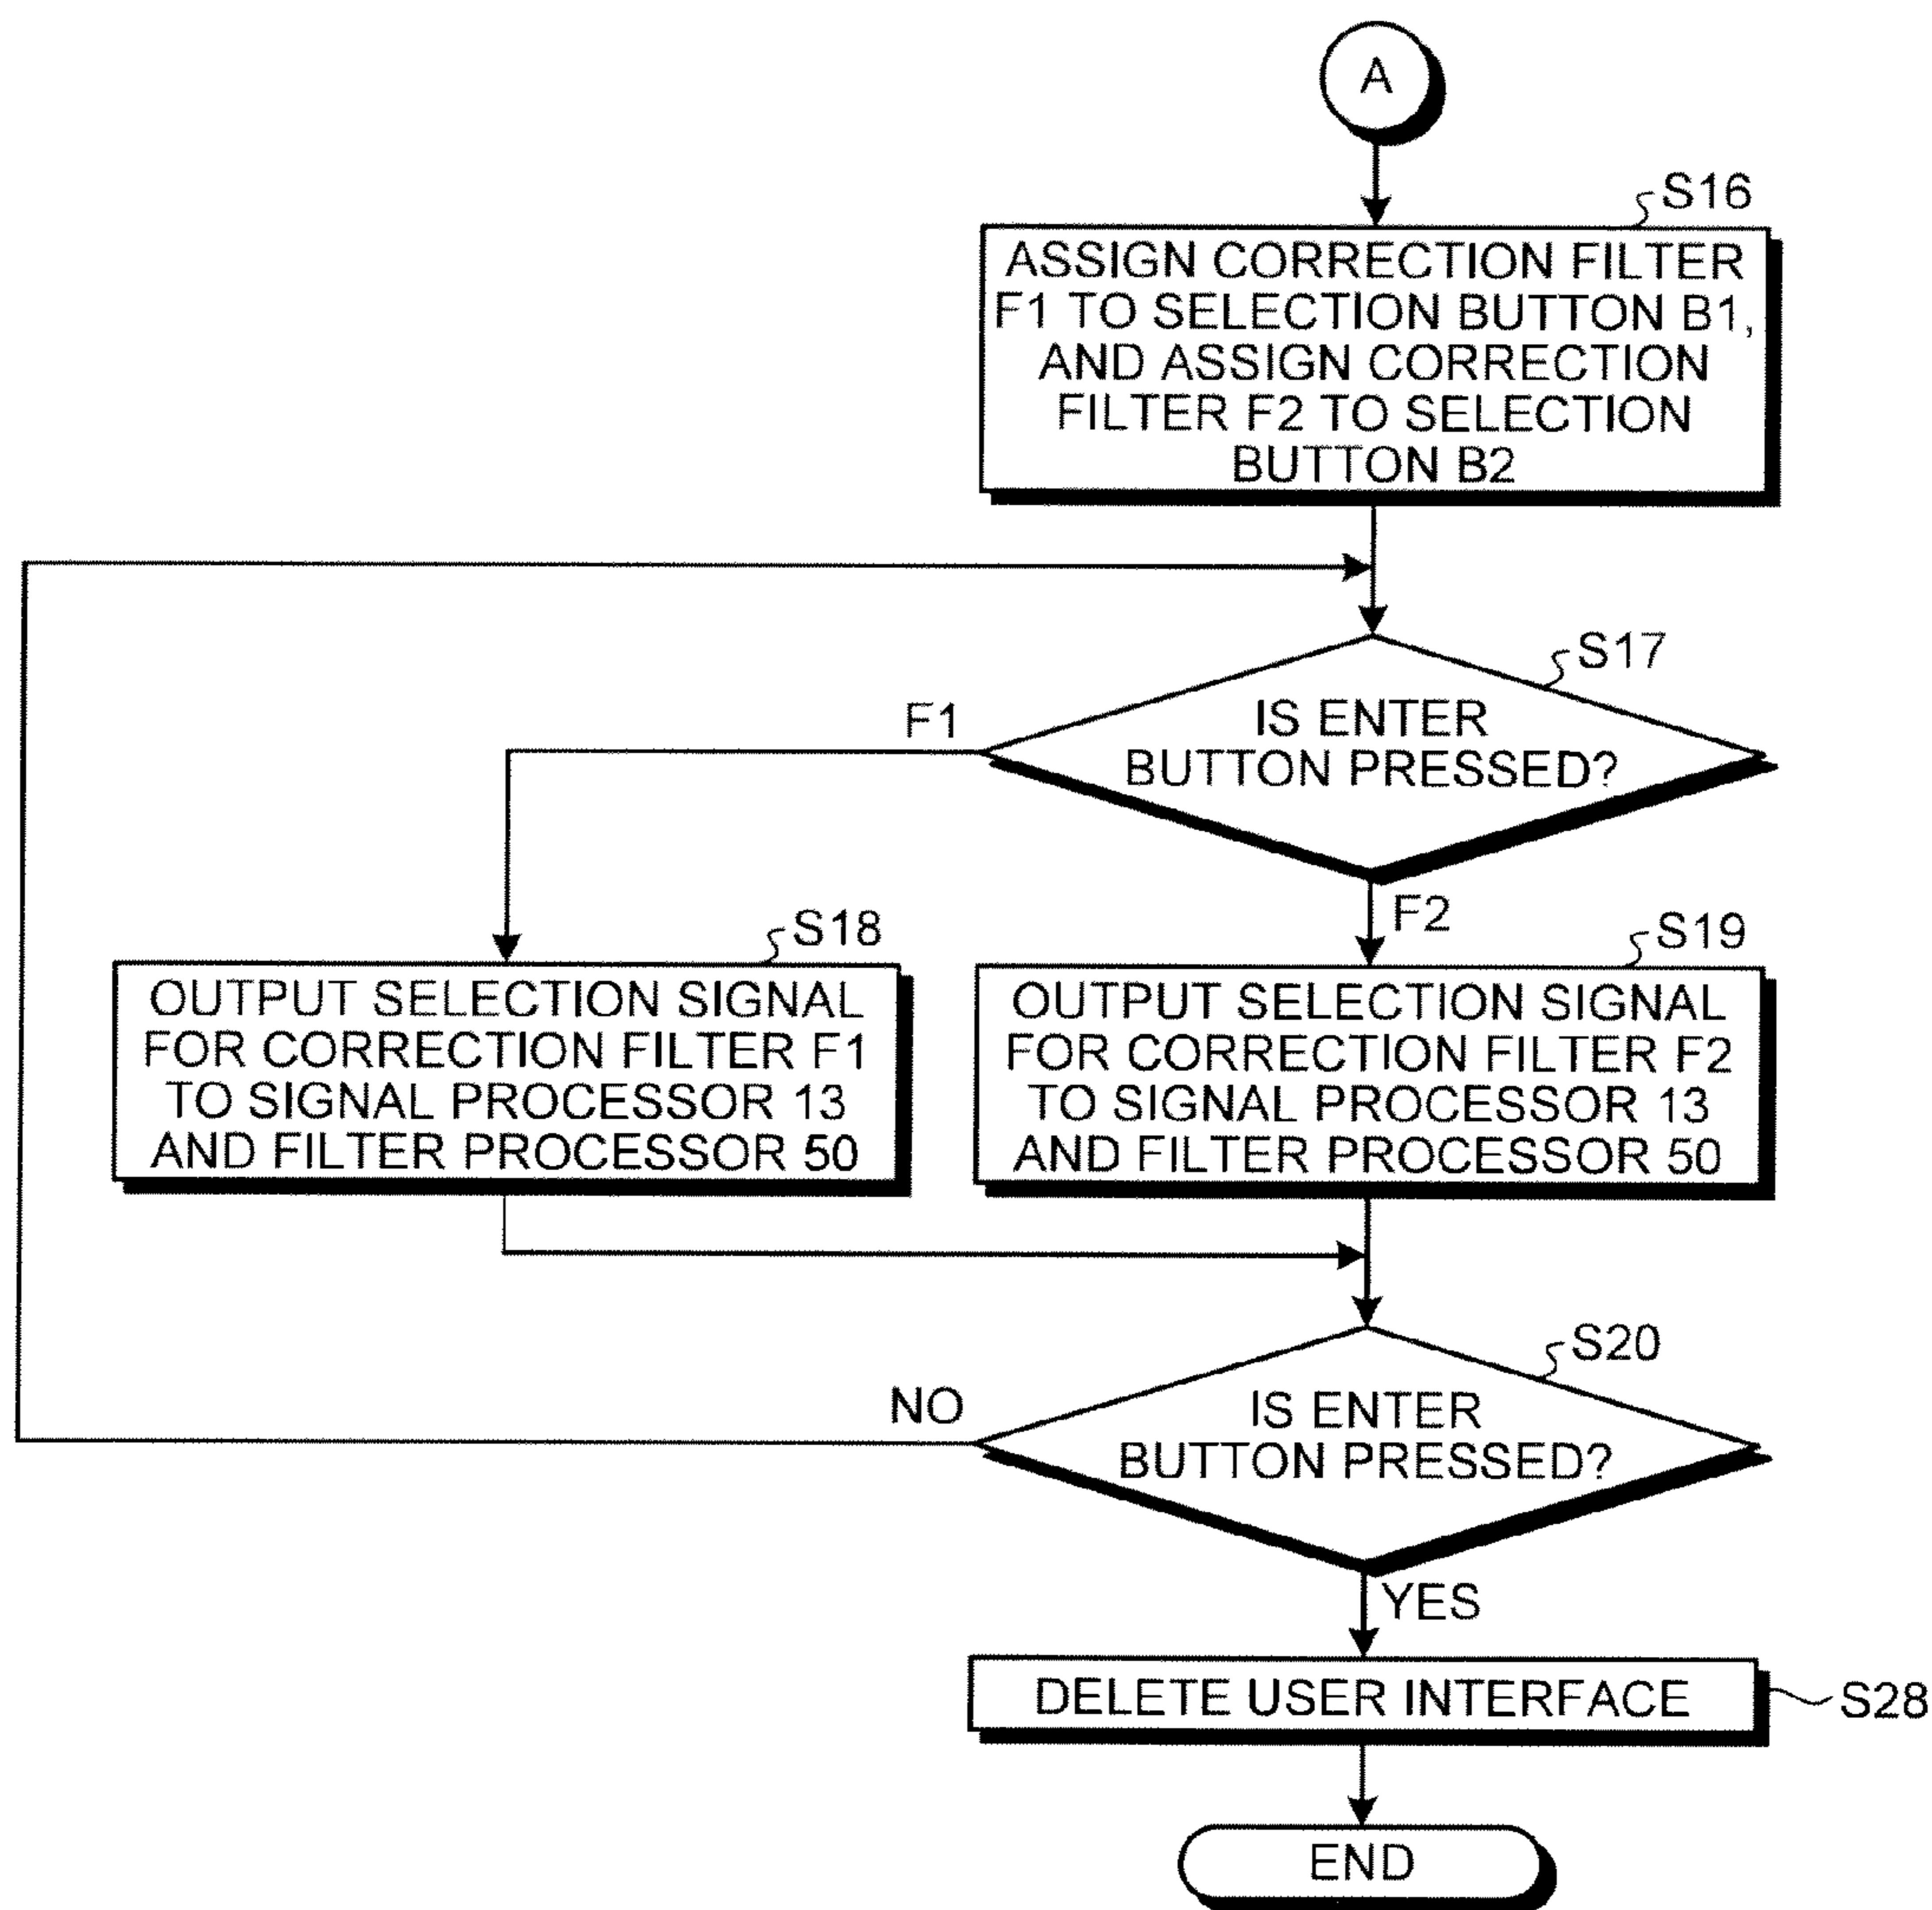 A
S16
ASSIGN CORRECTION FILTER
F1 TO SELECTION BUTTON B1,
AND ASSIGN CORRECTION
FILTER F2 TO SELECTION
BUTTON B2
S17
IS ENTER
BUTTON PRESSED?
F1
F2
S18
OUTPUT SELECTION SIGNAL
FOR CORRECTION FILTER F1
TO SIGNAL PROCESSOR 13
AND FILTER PROCESSOR 50
S19
OUTPUT SELECTION SIGNAL
FOR CORRECTION FILTER F2
TO SIGNAL PROCESSOR 13
AND FILTER PROCESSOR 50
S20
IS ENTER
BUTTON PRESSED?
NO
YES
DELETE USER INTERFACE
S28
END